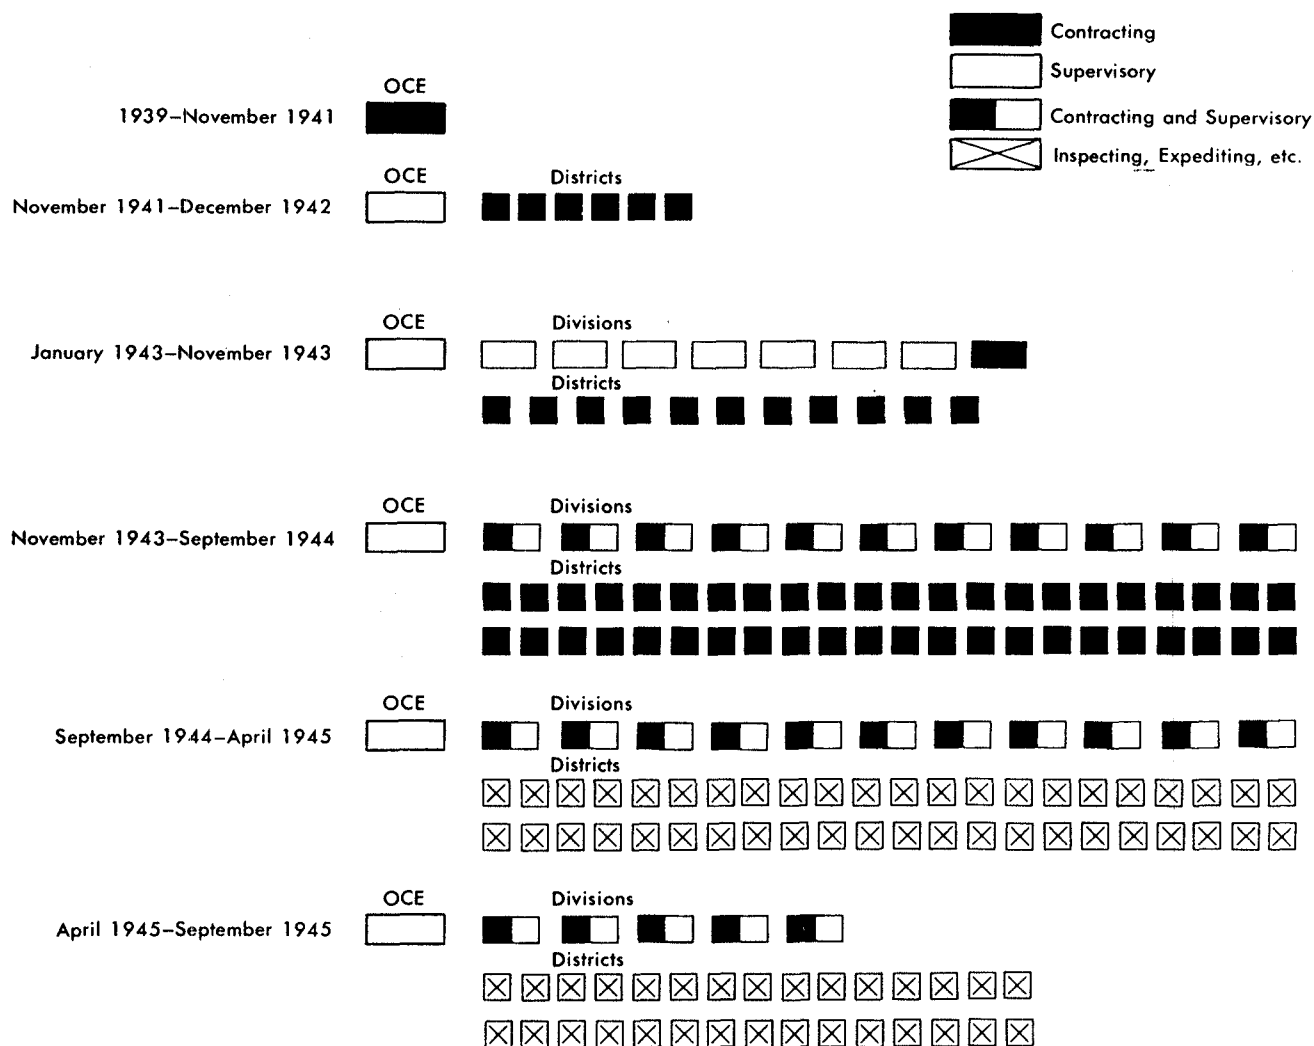 Contracting
Supervisory
Contracting and Supervisory
Inspecting, Expediting, etc.
OCE
1939–November 1941
OCE Districts
November 1941–December 1942
OCE Divisions
January 1943–November 1943
Districts
OCE Divisions
November 1943–September 1944
Districts
OCE Divisions
September 1944–April 1945
Districts
OCE Divisions
April 1945–September 1945
Districts